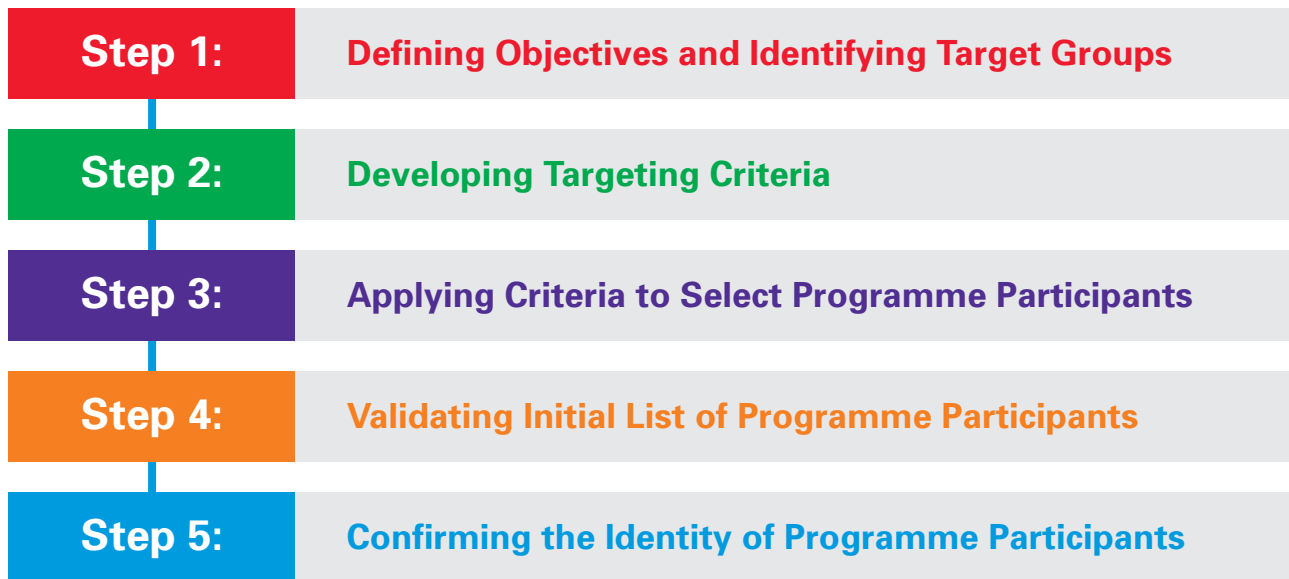 Step 1: Defining Objectives and Identifying Target Groups
Step 2: Developing Targeting Criteria
Step 3: Applying Criteria to Select Programme Participants
Step 4: Validating Initial List of Programme Participants
Step 5: Confirming the Identity of Programme Participants